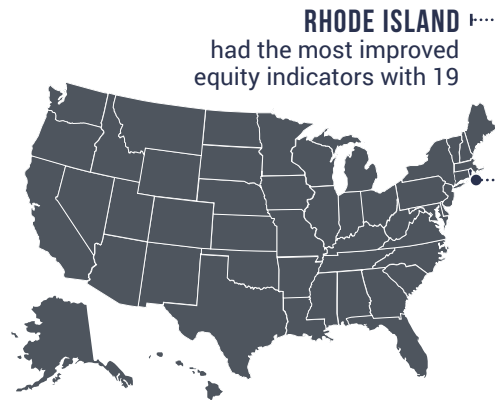 RHODE ISLAND
had the most improved
equity indicators with 19